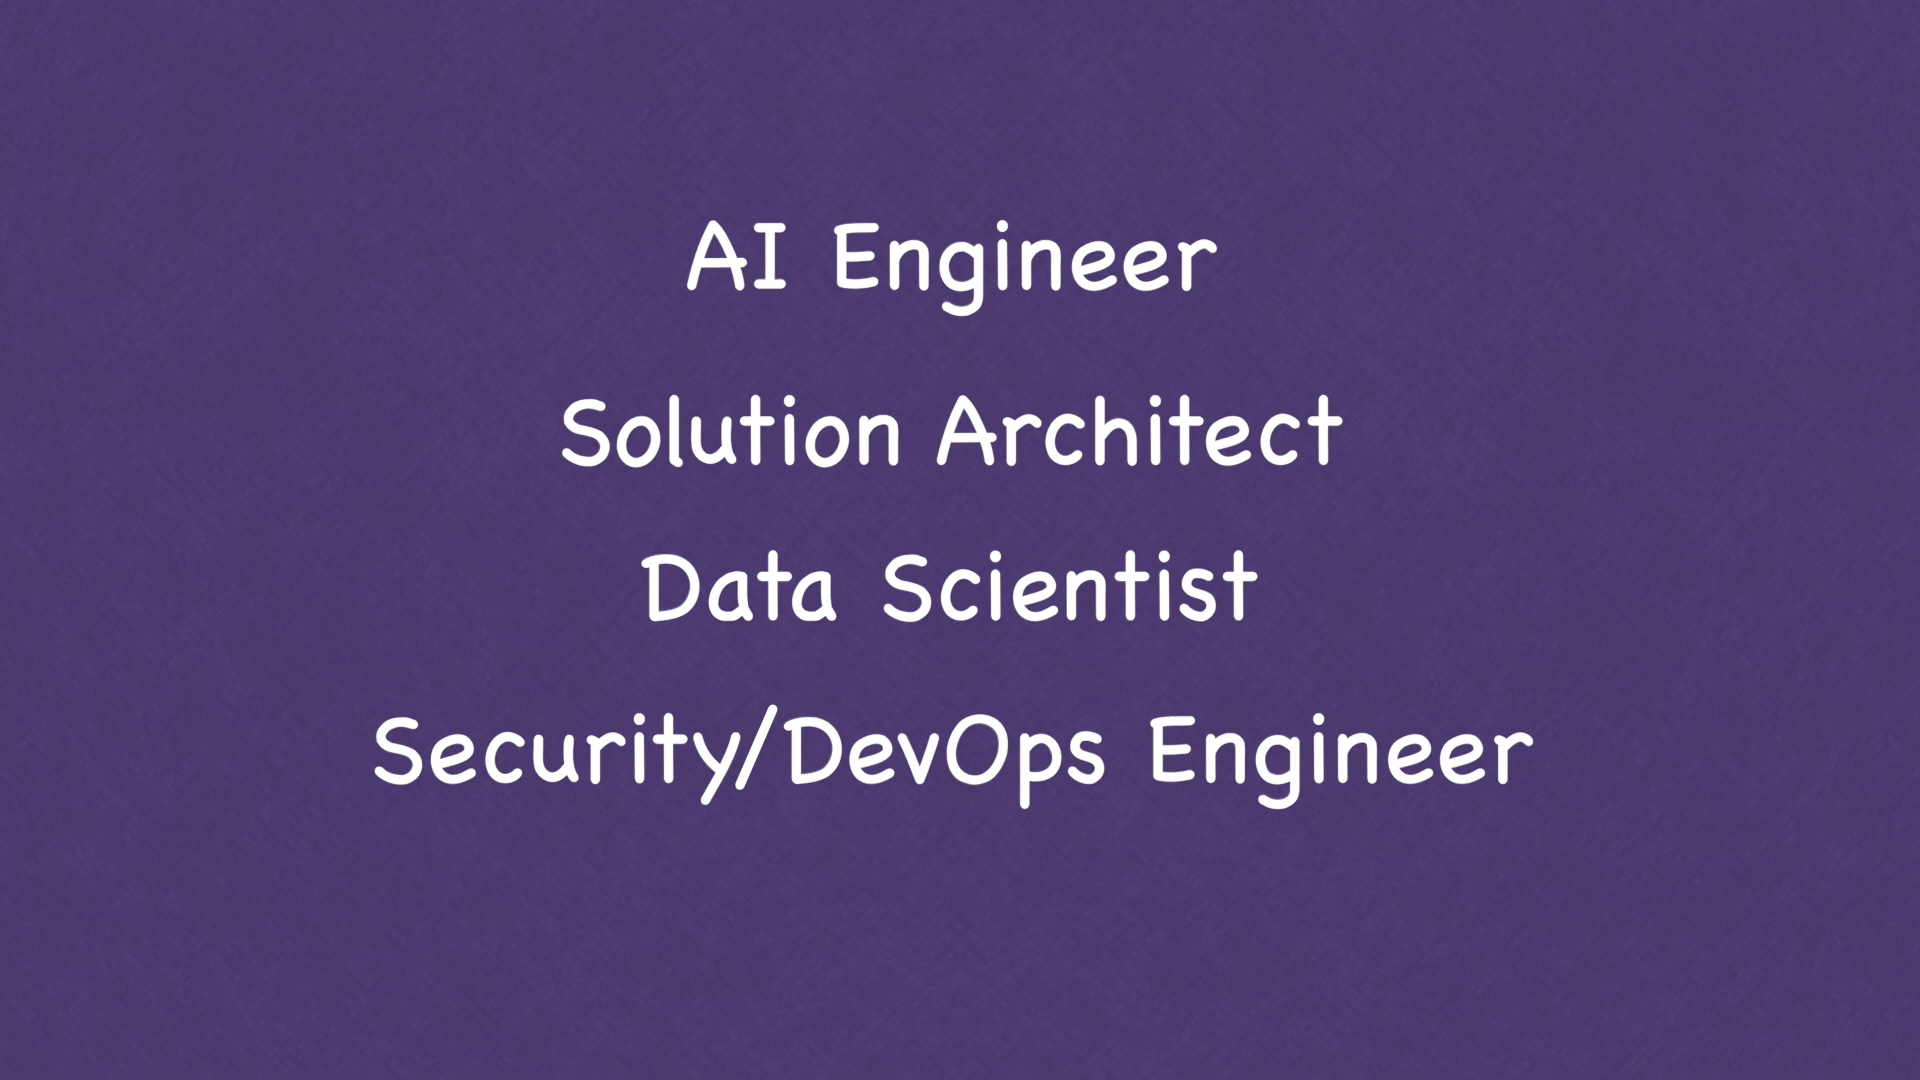 AI Engineer
Solution Architect
Data Scientist
Security/DevOps Engineer